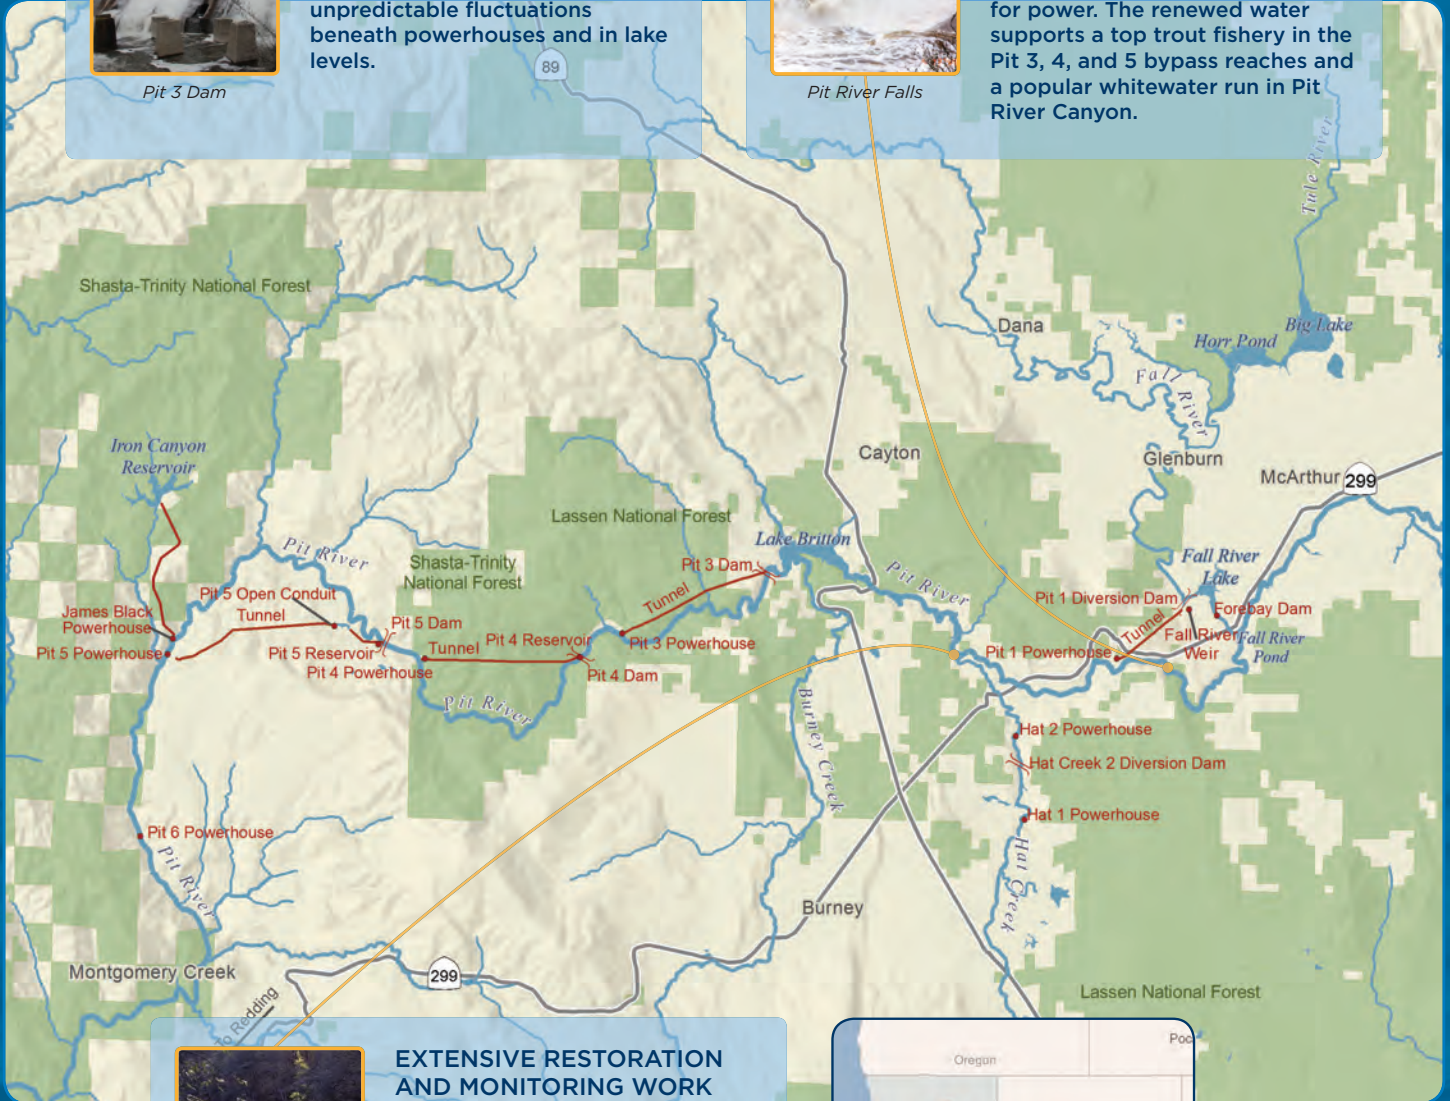 unpredictable fluctuations
beneath powerhouses and in lake
levels.
Pit 3 Dam
89
for power. The renewed water
supports a top trout fishery in the
Pit 3, 4, and 5 bypass reaches and
a popular whitewater run in Pit
River Canyon.
Pit River Falls
Tule River
Shasta-Trinity National Forest
Dana
Big Lake
Horr Pond
Fall River
Iron Canyon
Reservoir
Cayton
Glenburn
McArthur
299
Lassen National Forest
Lake Britton
Pit River
Shasta-Trinity
National Forest
Pit 3 Dam
Tunnel
Pit River
Fall River
Lake
Pit 5 Open Conduit
Tunnel
James Black
Powerhouse
Pit 5 Powerhouse
Pit 5 Dam
Pit 5 Reservoir
Pit 4 Powerhouse
Tunnel
Pit 4 Reservoir
Pit 3 Powerhouse
Pit 4 Dam
Pit River
Pit 1 Diversion Dam
Forebay Dam
Tunnel
Fall River
Weir
Fall River
Pond
Pit 1 Powerhouse
Burney Creek
Hat 2 Powerhouse
Hat Creek 2 Diversion Dam
Hat 1 Powerhouse
Hat Creek
Pit 6 Powerhouse
Pit River
Burney
Montgomery Creek
299
To Redding
Lassen National Forest
EXTENSIVE RESTORATION
AND MONITORING WORK
Oregon
Poc